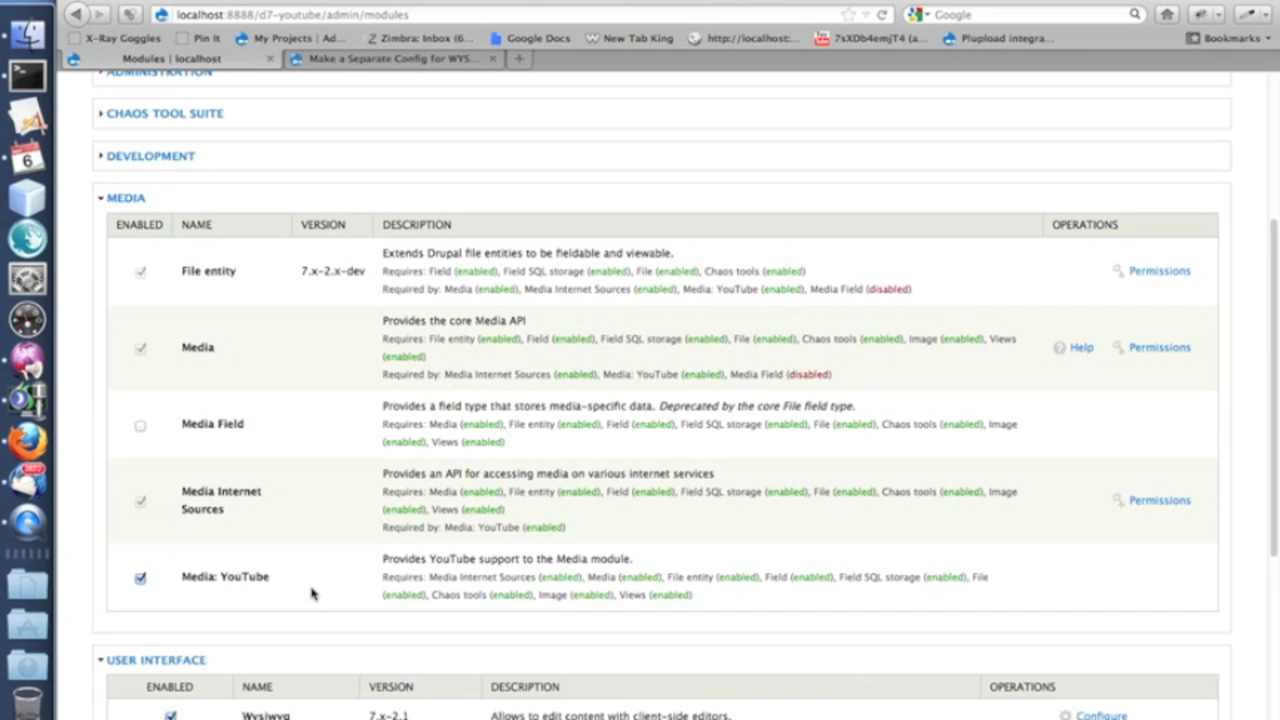 localhost:8888/d7-youtube/admin/modules
Google
X-Ray Goggles
Pin It
My Projects | Ad...
Zimbra: Inbox (6...
Google Docs
New Tab King
http://localhost:...
7sXDb4emjT4 (a...
Plupload integra...
Bookmarks
Modules | localhost
Make a Separate Config for WYS...
ADMINISTRATION
CHAOS TOOL SUITE
DEVELOPMENT
MEDIA
ENABLED NAME VERSION DESCRIPTION OPERATIONS
File entity
7.x-2.x-dev
Extends Drupal file entities to be fieldable and viewable.
Requires: Field (enabled), Field SQL storage (enabled), File (enabled), Chaos tools (enabled)
Required by: Media (enabled), Media Internet Sources (enabled), Media: YouTube (enabled), Media Field (disabled)
Permissions
Media
Provides the core Media API
Requires: File entity (enabled), Field (enabled), Field SQL storage (enabled), File (enabled), Chaos tools (enabled), Image (enabled), Views
(enabled)
Required by: Media Internet Sources (enabled), Media: YouTube (enabled), Media Field (disabled)
Help Permissions
Media Field
Provides a field type that stores media-specific data. Deprecated by the core File field type.
Requires: Media (enabled), File entity (enabled), Field (enabled), Field SQL storage (enabled), File (enabled), Chaos tools (enabled), Image
(enabled), Views (enabled)
Media Internet
Sources
Provides an API for accessing media on various internet services
Requires: Media (enabled), File entity (enabled), Field (enabled), Field SQL storage (enabled), File (enabled), Chaos tools (enabled), Image
(enabled), Views (enabled)
Required by: Media: YouTube (enabled)
Permissions
Media: YouTube
Provides YouTube support to the Media module.
Requires: Media Internet Sources (enabled), Media (enabled), File entity (enabled), Field (enabled), Field SQL storage (enabled), File
(enabled), Chaos tools (enabled), Image (enabled), Views (enabled)
USER INTERFACE
ENABLED NAME VERSION DESCRIPTION OPERATIONS
Wysiwyg 7.x-2.1 Allows to edit content with client-side editors. Configure
6